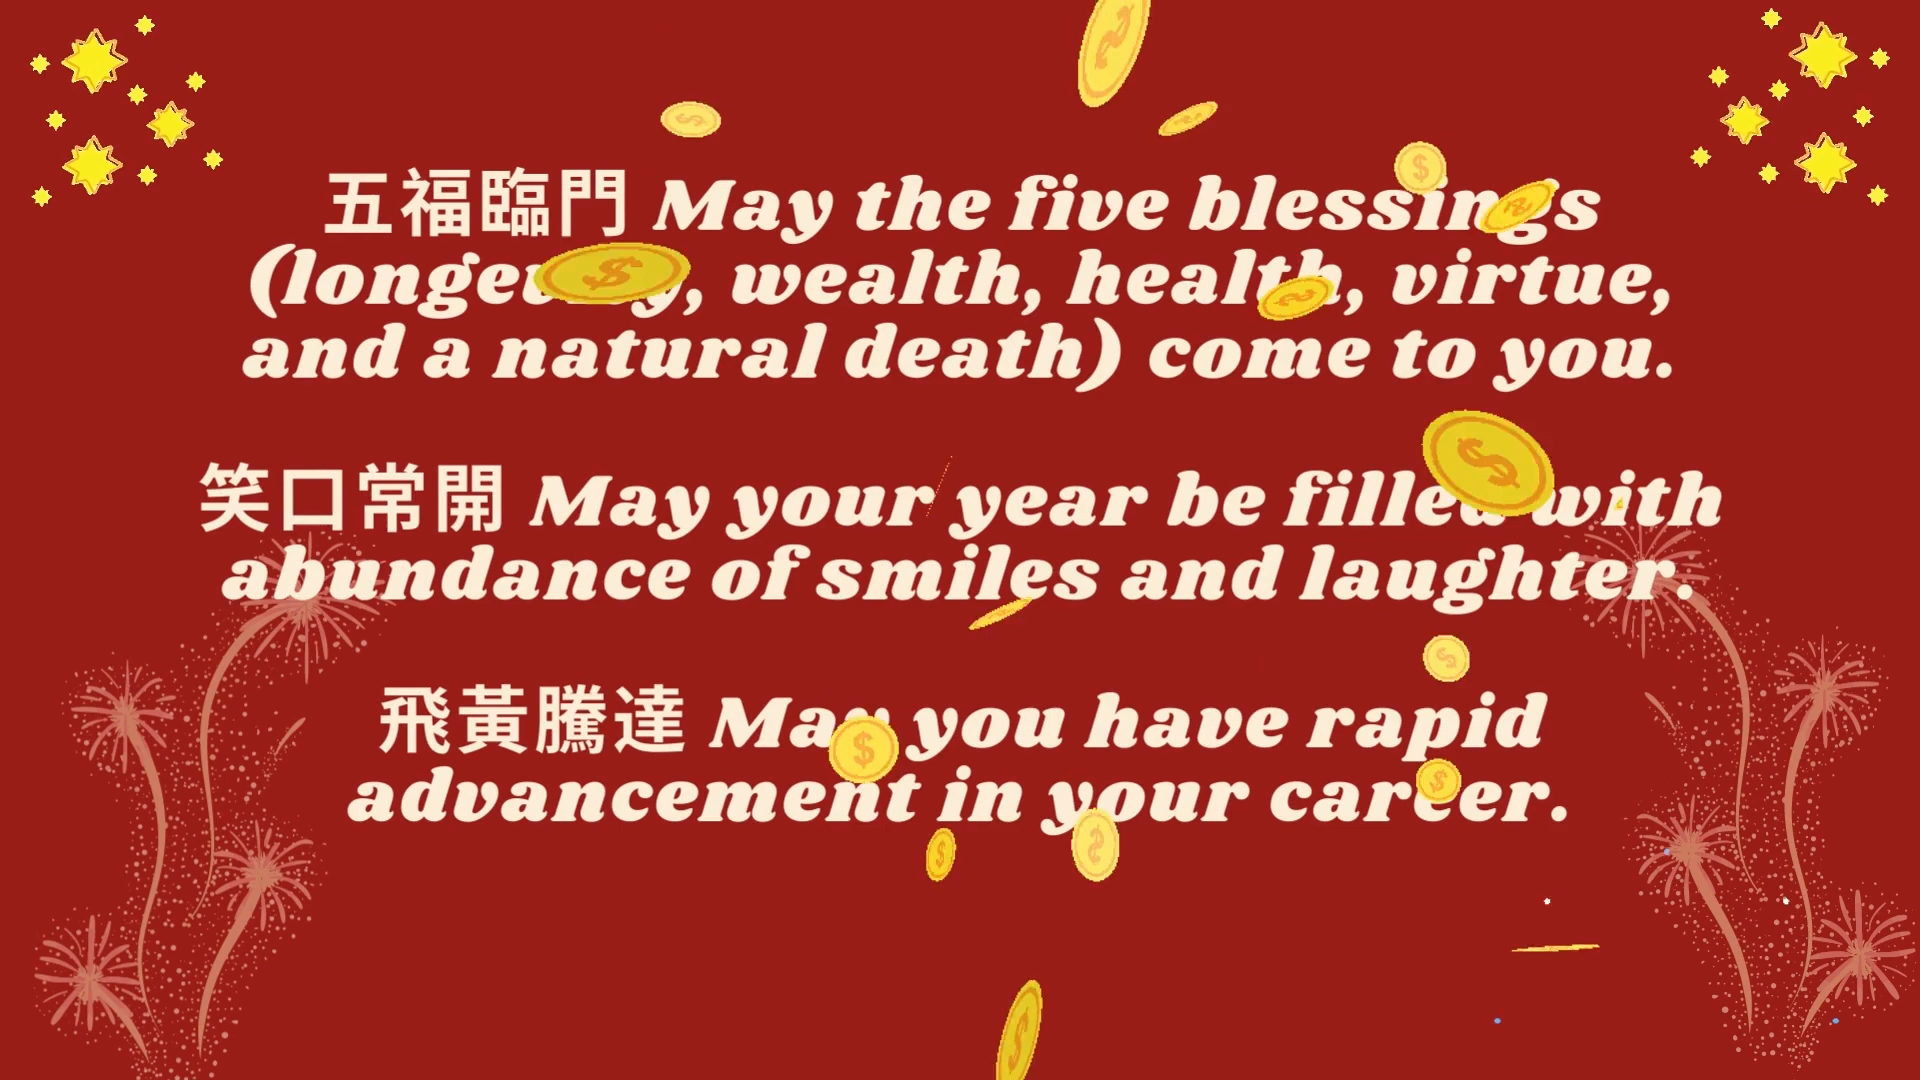 五福臨門 May the five blessings
(longevity, wealth, health, virtue,
and a natural death) come to you.
笑口常開 May your year be filled with
abundance of smiles and laughter.
飛黃騰達 May you have rapid
advancement in your career.